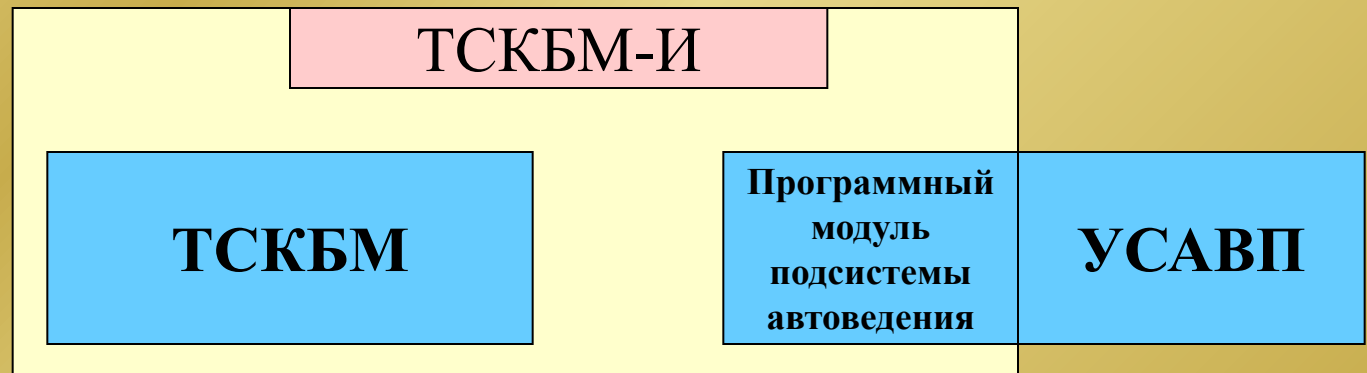 ТСКБМ-И
ТСКБМ
Программный
модуль
подсистемы
автоведения
УСАВП